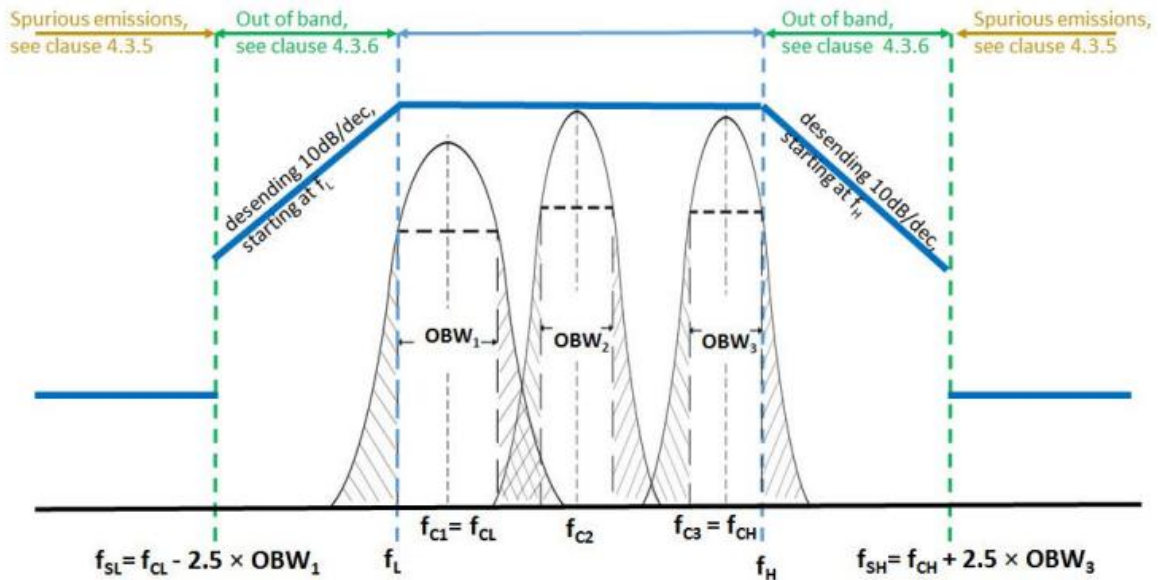 Spurious emissions,
see clause 4.3.5
Out of band,
see clause 4.3.6
Out of band,
see clause  4.3.6
Spurious emissions,
see clause 4.3.5
desending 10dB/dec,
starting at fL
desending 10dB/dec,
starting at fH
OBW1
OBW2
OBW3
fC1= fCL
fC2
fC3 = fCH
fSL= fCL - 2.5 × OBW1
fL
fH
fSH= fCH + 2.5 × OBW3